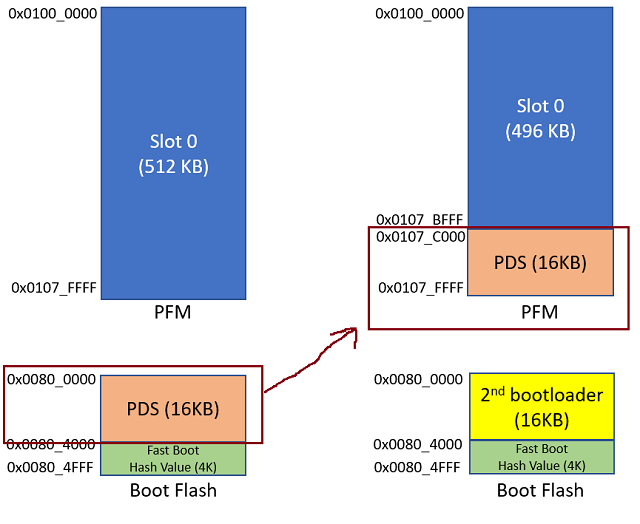 0x0100_0000
Slot 0
(512 KB)
0x0107_FFFF
PFM
0x0080_0000
PDS (16KB)
0x0080_4000
Fast Boot
Hash Value (4K)
0x0080_4FFF
Boot Flash
0x0100_0000
Slot 0
(496 KB)
0x0107_BFFF
0x0107_C000
PDS (16KB)
0x0107_FFFF
PFM
0x0080_0000
2nd bootloader
(16KB)
0x0080_4000
Fast Boot
Hash Value (4K)
0x0080_4FFF
Boot Flash